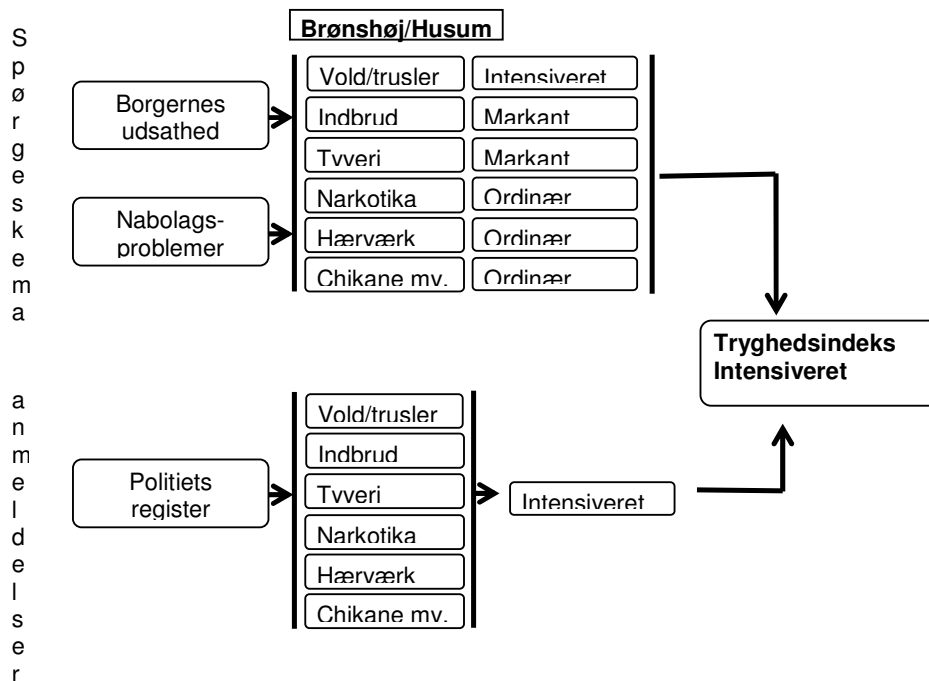 Spørgeskema
Brønshøj/Husum
Borgernes
udsathed
Nabolags-
problemer
Vold/trusler Intensiveret
Indbrud Markant
Tyveri Markant
Narkotika Ordinær
Hærværk Ordinær
Chikane mv. Ordinær
Tryghedsindeks
Intensiveret
anmeldelser
Politiets
register
Vold/trusler
Indbrud
Tyveri
Narkotika
Hærværk
Chikane mv.
Intensiveret